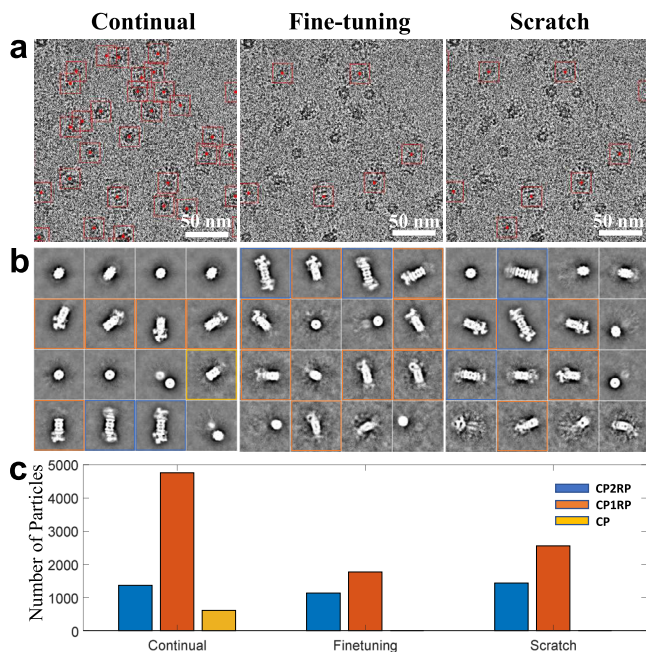 Continual Fine-tuning Scratch
a
50 nm 50 nm 50 nm
b
c
Number of Particles
5000
4000
3000
2000
1000
0
CP2RP
CP1RP
CP
Continual Finetuning Scratch